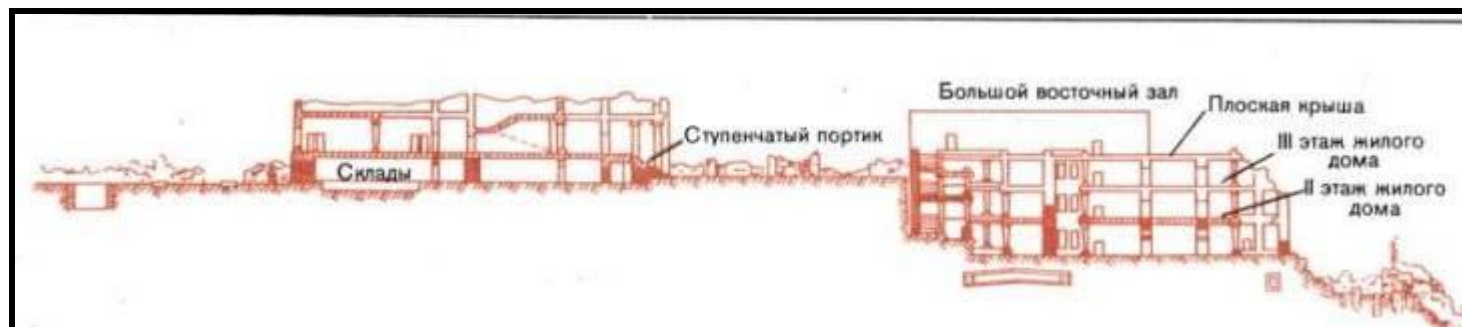 Склады
Ступенчатый портик
Большой восточный зал
Плоская крыша
III этаж жилого
дома
II этаж жилого
дома